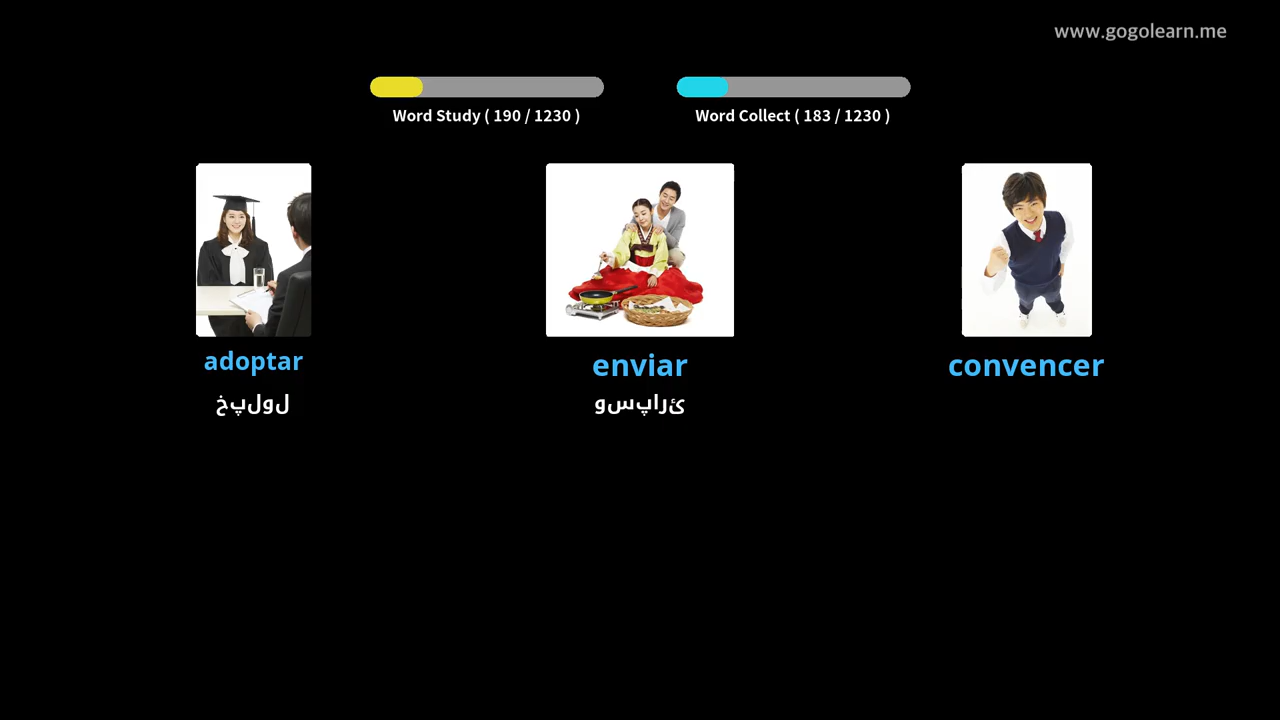 www.gogolearn.me
Word Study ( 190 / 1230 )
Word Collect ( 183 / 1230 )
adoptar
خپلول
enviar
وسپارئ
convencer